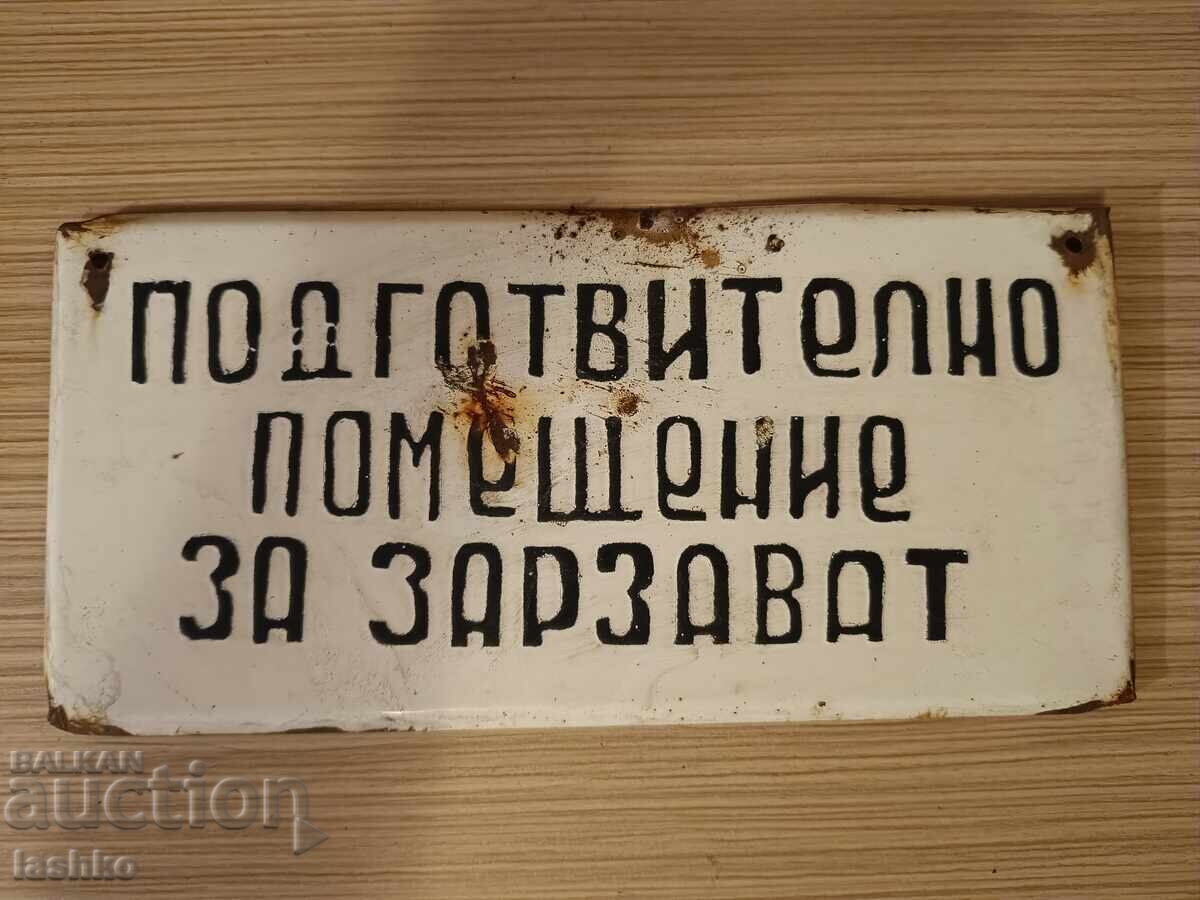 ПОДГОТВИТЕЛНО
ПОМЕЩЕНИЕ
ЗА ЗАРЗАВАТ
BALKAN
auction
lashko